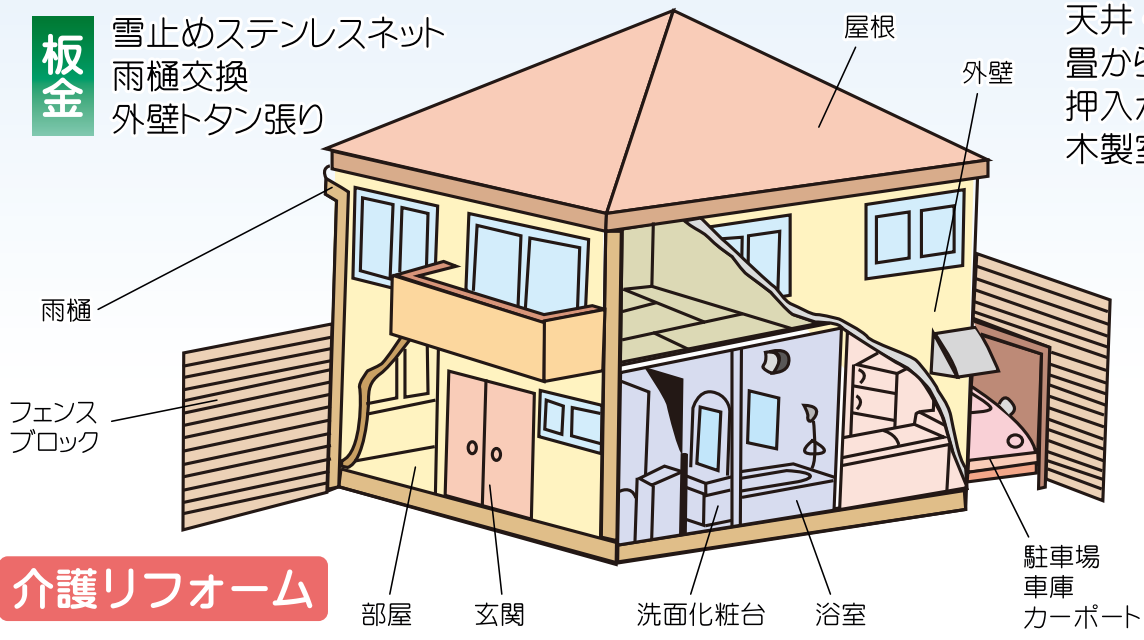 板金
雪止めステンレスネット
雨樋交換
外壁トタン張り
屋根
外壁
天井
畳から
押入
木製
雨樋
フェンス
ブロック
介護リフォーム
部屋
玄関
洗面化粧台
浴室
駐車場
車庫
カーポート